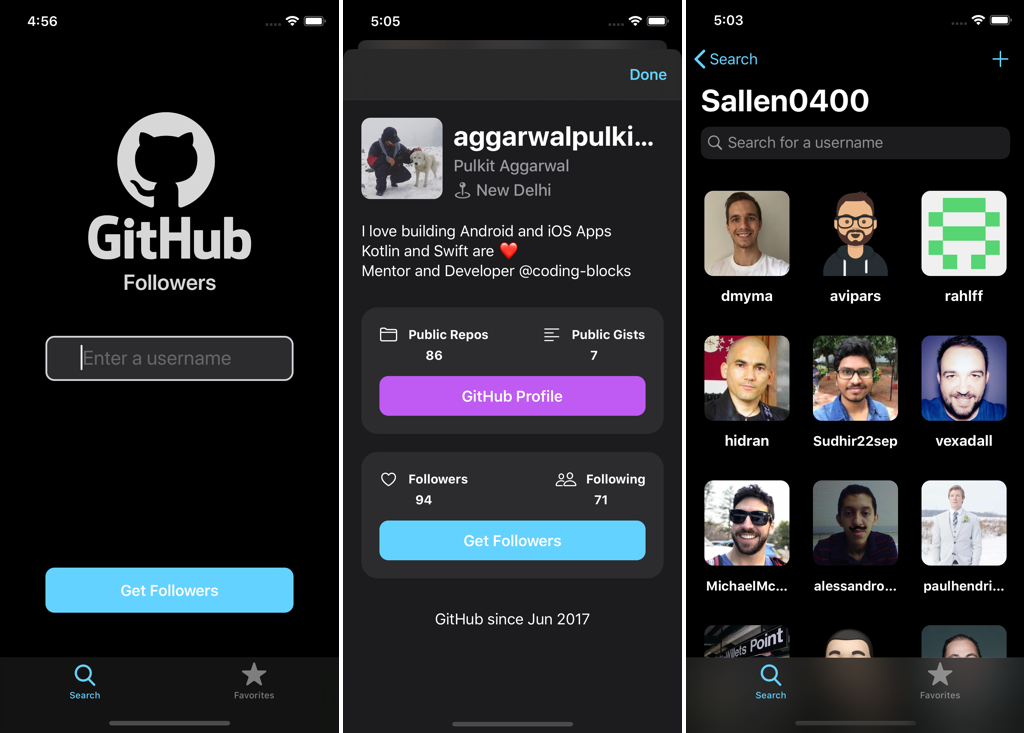 4:56
GitHub
Followers
Enter a username
Get Followers
Search
Favorites
5:05
Done
aggarwalpulki...
Pulkit Aggarwal
New Delhi
I love building Android and iOS Apps
Kotlin and Swift are ❤️
Mentor and Developer @coding-blocks
Public Repos
86
Public Gists
7
GitHub Profile
Followers
94
Following
71
Get Followers
GitHub since Jun 2017
5:03
Search
Sallen0400
Search for a username
dmyma
avipars
rahlff
hidran
Sudhir22sep
vexadall
MichaelMc...
alessandro...
paulhendri...
Point
Search
Favorites